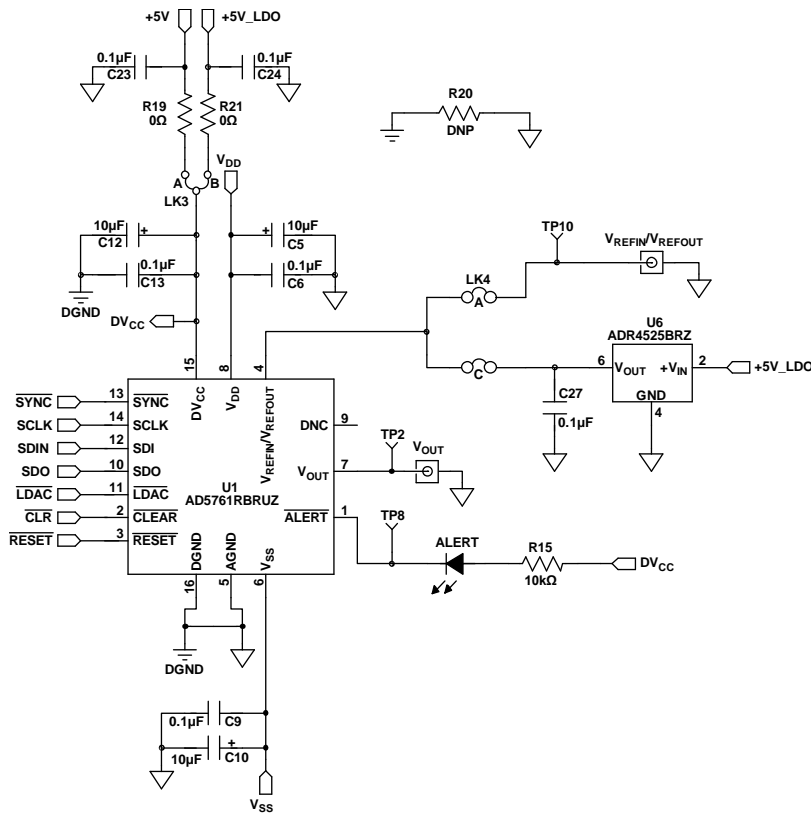 +5V +5V_LDO
0.1µF 0.1µF
C23 C24
R19 R21
0Ω 0Ω
R20
DNP
VDD
A B
LK3
10µF 10µF
C12 + + C5
0.1µF 0.1µF
C13 C6
DGND
DVCC
TP10 VREFIN/VREFOUT
LK4
A
U6
ADR4525BRZ
C
6 VOUT +VIN 2 +5V_LDO
GND
4
C27
0.1µF
15 8 4
DVCC VDD VREFIN/VREFOUT
SYNC 13 SYNC
SCLK 14 SCLK
SDIN 12 SDI
SDO 10 SDO
LDAC 11 LDAC
CLR 2 CLEAR
RESET 3 RESET
U1
AD5761RBRUZ
DNC 9
TP2 VOUT
VOUT 7
ALERT 1
TP8
ALERT R15
10kΩ
DVCC
DGND AGND VSS
16 5 6
DGND
0.1µF C9
+
10µF C10
VSS